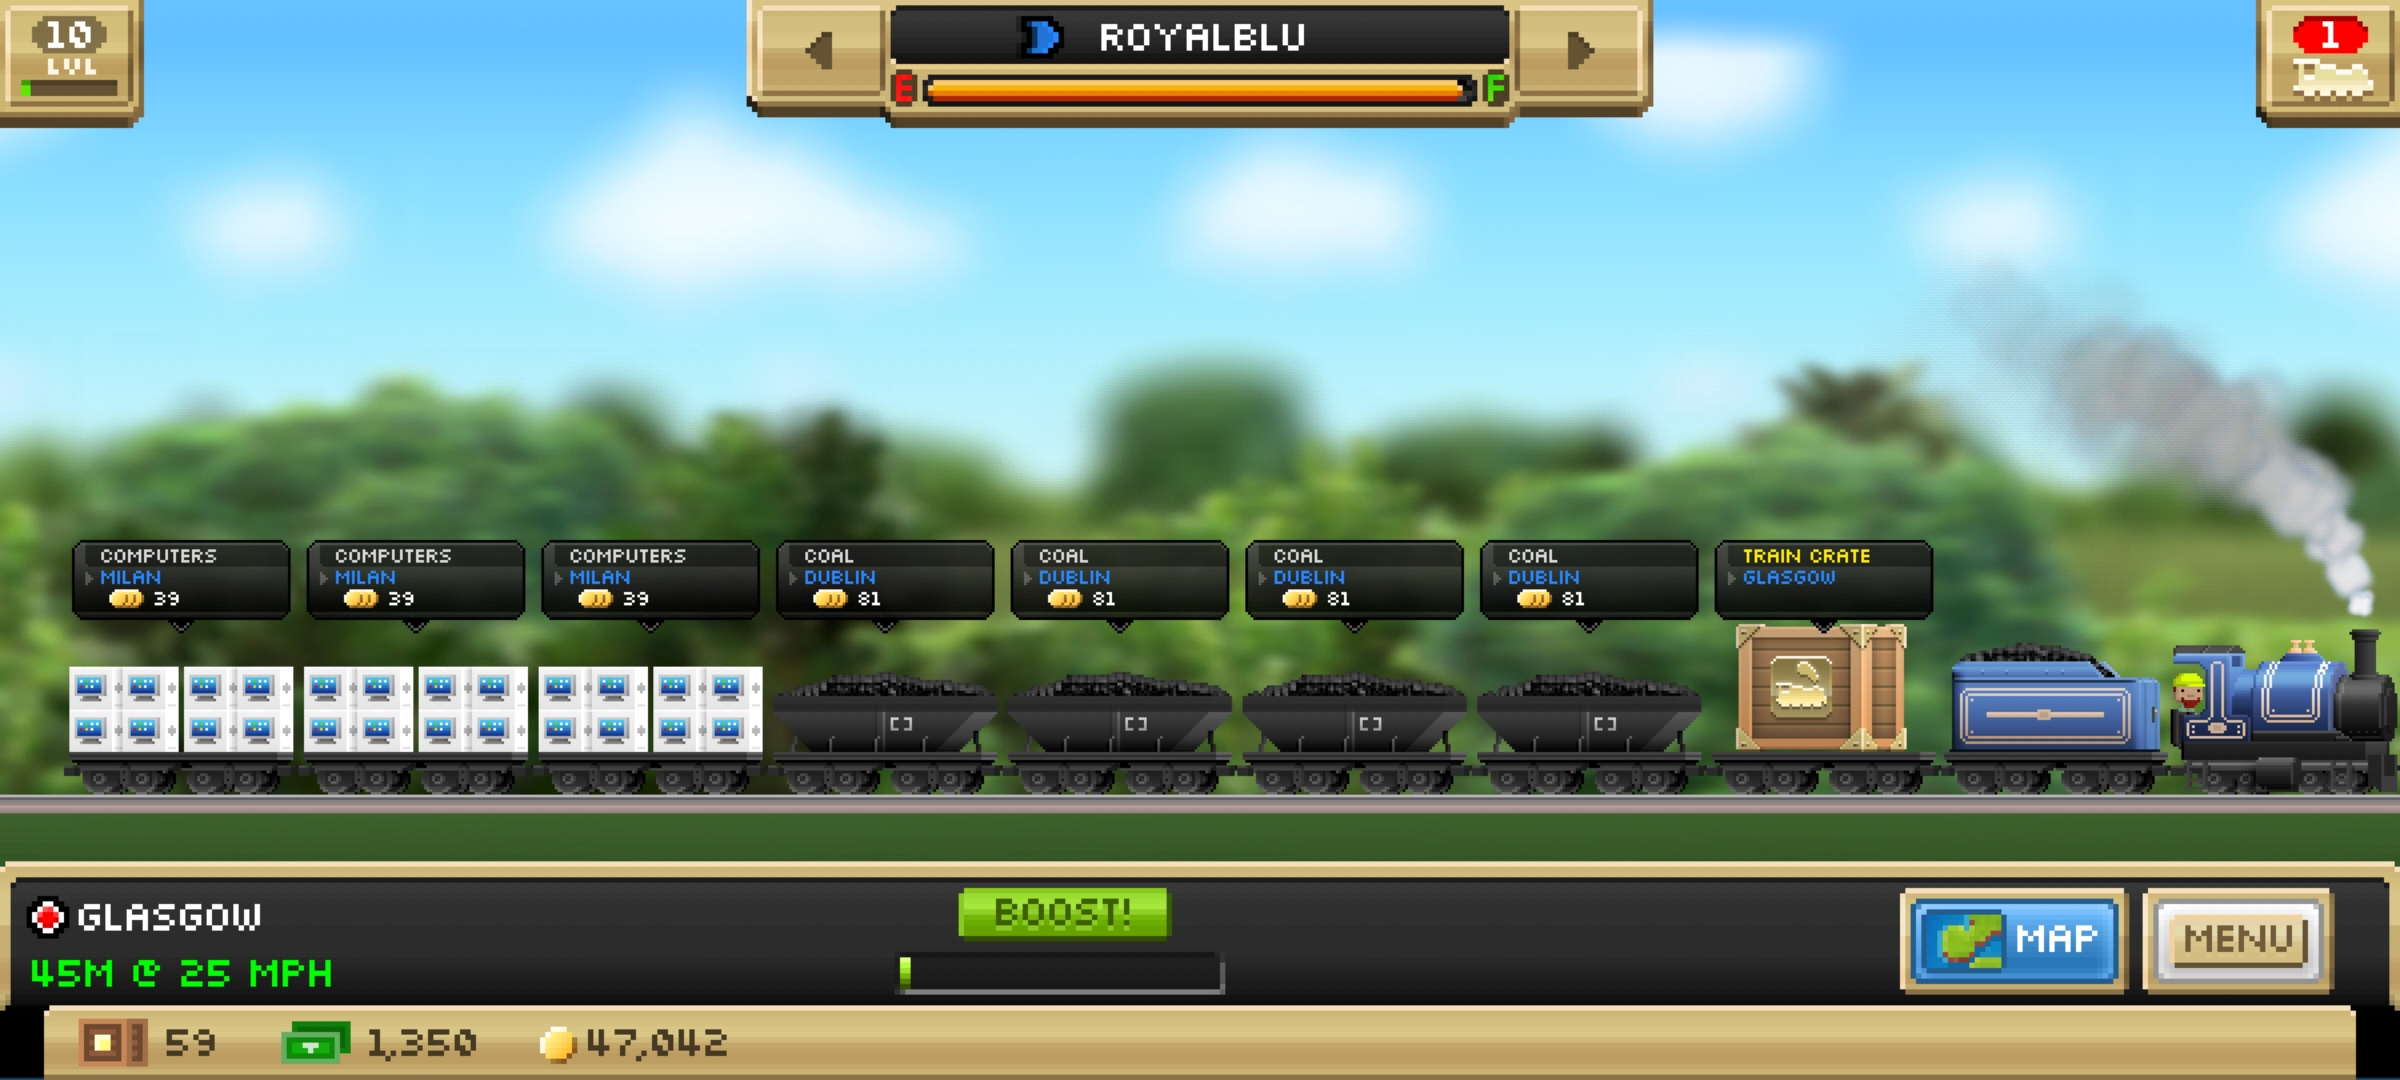 10
LVL
ROYALBLU
E F
1
COMPUTERS
MILAN
39
COMPUTERS
MILAN
39
COMPUTERS
MILAN
39
COAL
DUBLIN
81
COAL
DUBLIN
81
COAL
DUBLIN
81
COAL
DUBLIN
81
TRAIN CRATE
GLASGOW
GLASGOW
45M @ 25 MPH
BOOST!
MAP
MENU
59
1,350
47,042